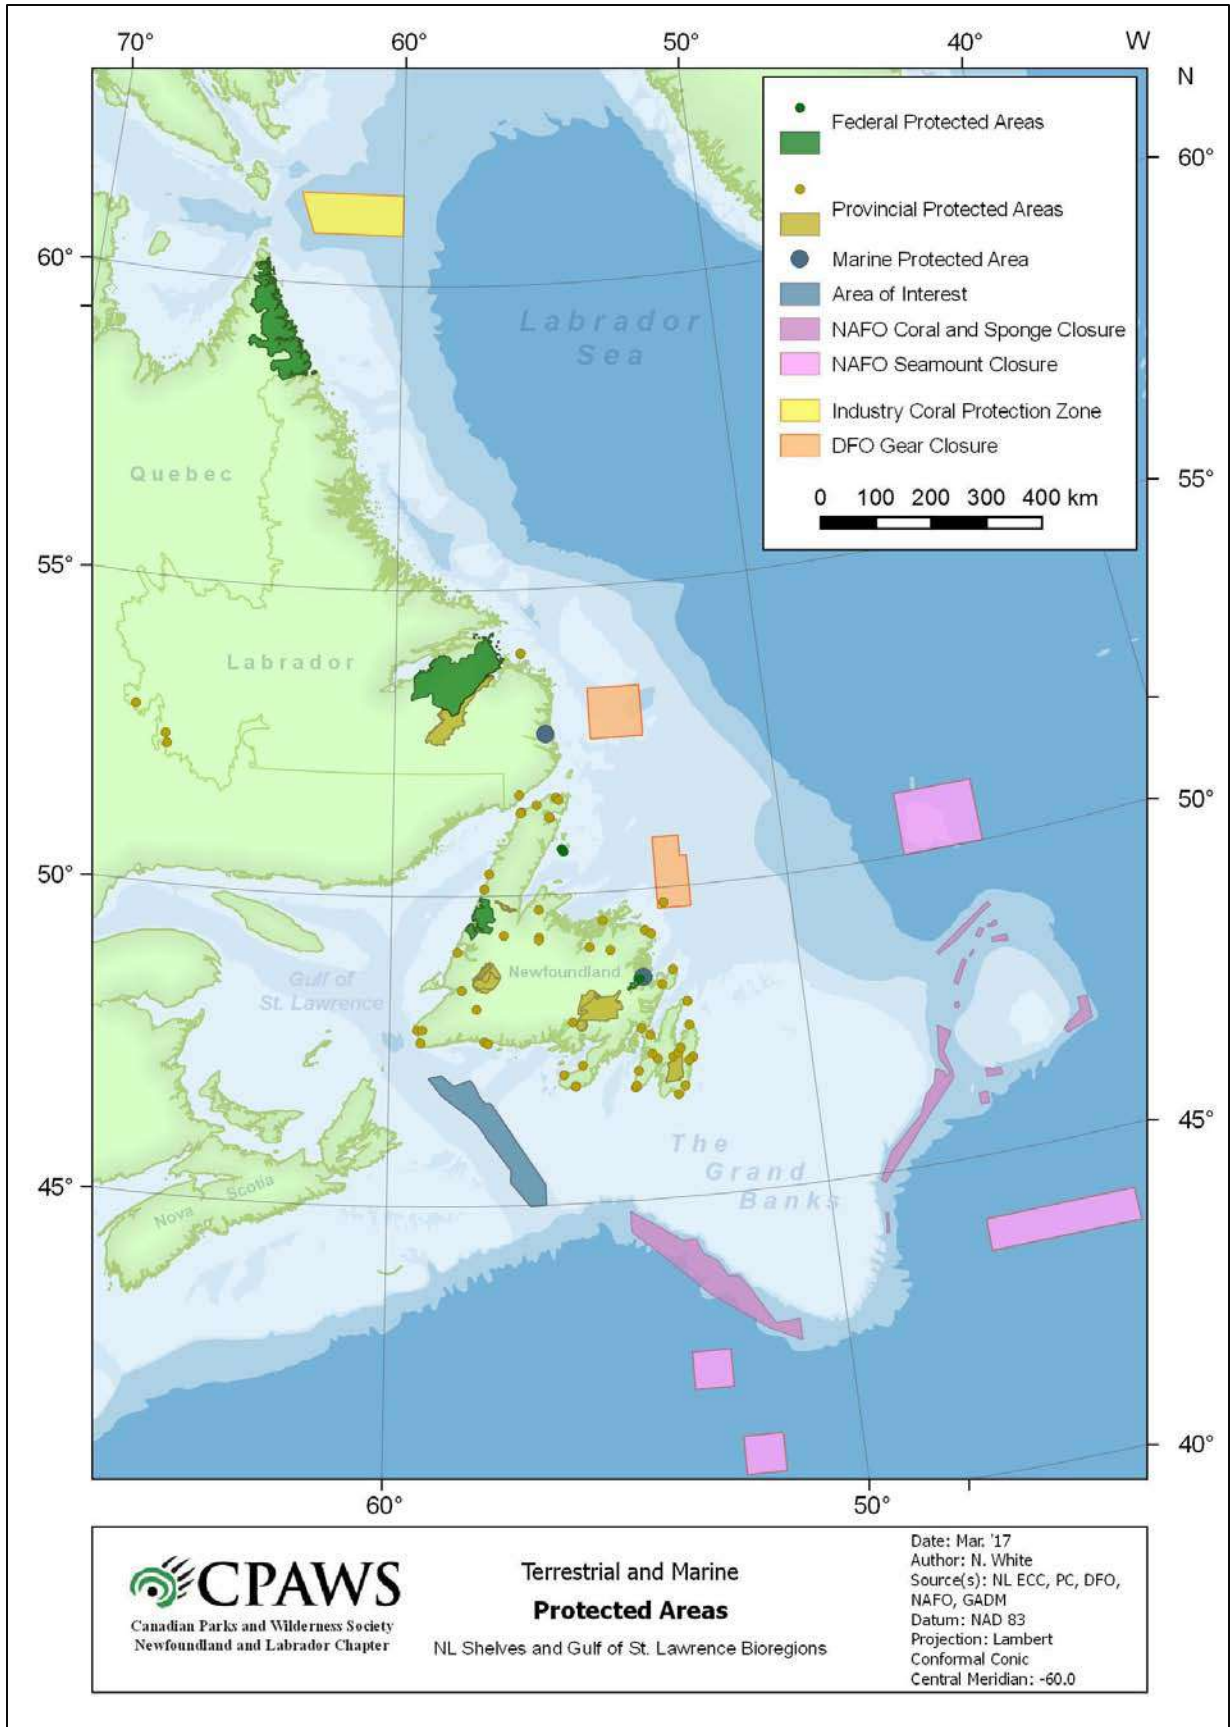 70°
60°
50°
40°
W
N
Federal Protected Areas
Provincial Protected Areas
Marine Protected Area
Area of Interest
NAFO Coral and Sponge Closure
NAFO Seamount Closure
Industry Coral Protection Zone
DFO Gear Closure
0 100 200 300 400 km
60°
60°
Labrador
Sea
Quebec
55°
55°
Labrador
50°
50°
Newfoundland
Gulf of
St. Lawrence
45°
45°
The
Grand
Banks
Nova Scotia
40°
60°
50°
CPAWS
Canadian Parks and Wilderness Society
Newfoundland and Labrador Chapter
Terrestrial and Marine
Protected Areas
NL Shelves and Gulf of St. Lawrence Bioregions
Date: Mar. '17
Author: N. White
Source(s): NL ECC, PC, DFO,
NAFO, GADM
Datum: NAD 83
Projection: Lambert
Conformal Conic
Central Meridian: -60.0